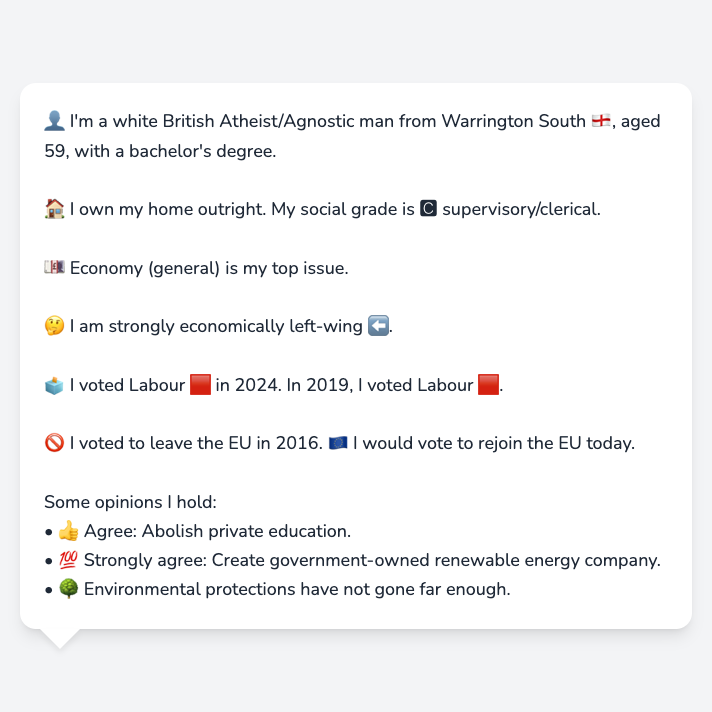 👤 I'm a white British Atheist/Agnostic man from Warrington South 🏴󠁧󠁢󠁥󠁮󠁧󠁿, aged
59, with a bachelor's degree.
🏠 I own my home outright. My social grade is 🅲 supervisory/clerical.
💷 Economy (general) is my top issue.
🤔 I am strongly economically left-wing ⬅️.
🗳️ I voted Labour 🟥 in 2024. In 2019, I voted Labour 🟥.
🚫 I voted to leave the EU in 2016. 🇪🇺 I would vote to rejoin the EU today.
Some opinions I hold:
• 👍 Agree: Abolish private education.
• 💯 Strongly agree: Create government-owned renewable energy company.
• 🌳 Environmental protections have not gone far enough.